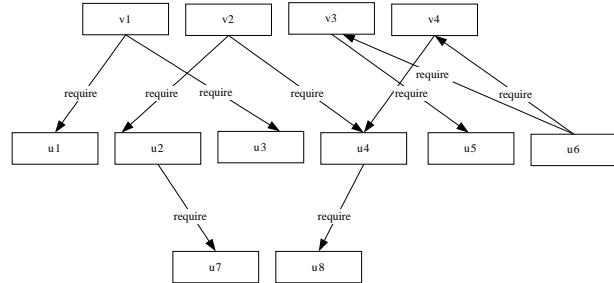 v1 v2 v3 v4
require
require require require require require require
u1 u2 u3 u4 u5 u6
require require
u7 u8